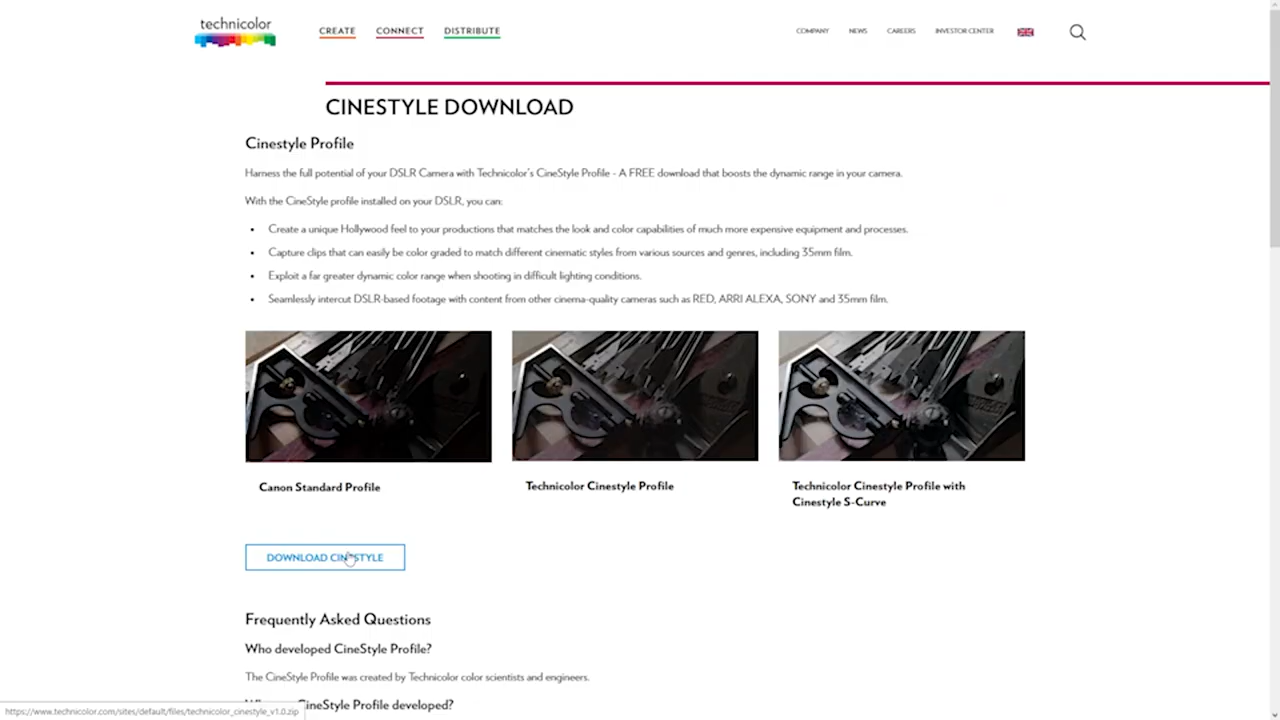 technicolor
CREATE CONNECT DISTRIBUTE
COMPANY NEWS CAREERS INVESTOR CENTER
CINESTYLE DOWNLOAD
Cinestyle Profile
Harness the full potential of your DSLR Camera with Technicolor's CineStyle Profile - A FREE download that boosts the dynamic range in your camera.
With the CineStyle profile installed on your DSLR, you can:
• Create a unique Hollywood feel to your productions that matches the look and color capabilities of much more expensive equipment and processes.
• Capture clips that can easily be color graded to match different cinematic styles from various sources and genres, including 35mm film.
• Exploit a far greater dynamic color range when shooting in difficult lighting conditions.
• Seamlessly intercut DSLR-based footage with content from other cinema-quality cameras such as RED, ARRI ALEXA, SONY and 35mm film.
Canon Standard Profile
Technicolor Cinestyle Profile
Technicolor Cinestyle Profile with
Cinestyle S-Curve
DOWNLOAD CINESTYLE
Frequently Asked Questions
Who developed CineStyle Profile?
The CineStyle Profile was created by Technicolor color scientists and engineers.
CineStyle Profile developed?
https://www.technicolor.com/sites/default/files/technicolor_cinestyle_v1.0.zip